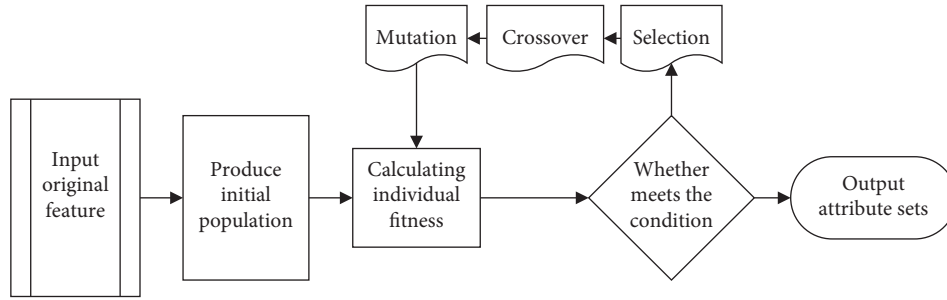 Mutation
Crossover
Selection
Input
original
feature
Produce
initial
population
Calculating
individual
fitness
Whether
meets the
condition
Output
attribute sets